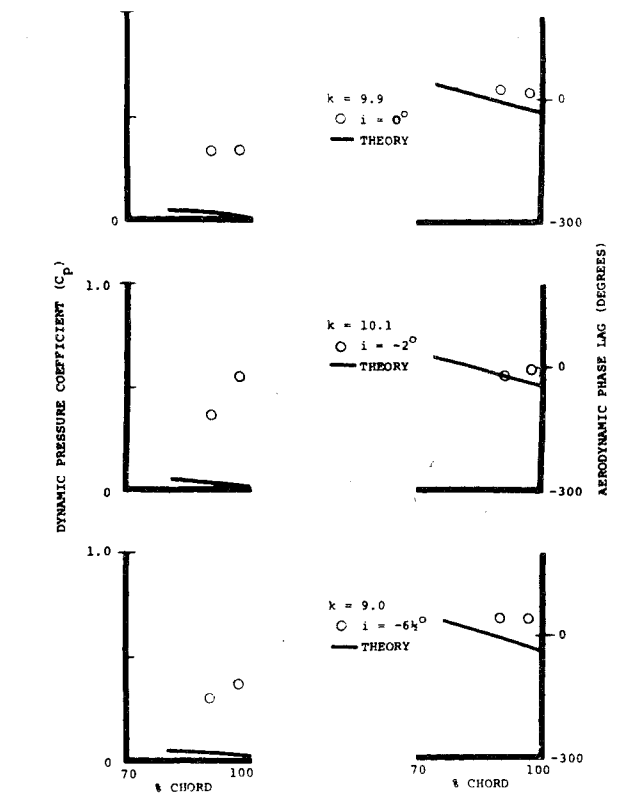 k = 9.9
i = 0°
THEORY
0
0
-300
1.0
k = 10.1
i = -2°
THEORY
0
0
-300
DYNAMIC PRESSURE COEFFICIENT (Cp)
AERODYNAMIC PHASE LAG (DEGREES)
1.0
k = 9.0
i = -6½°
THEORY
0
0
-300
70 100
% CHORD
70 100
% CHORD